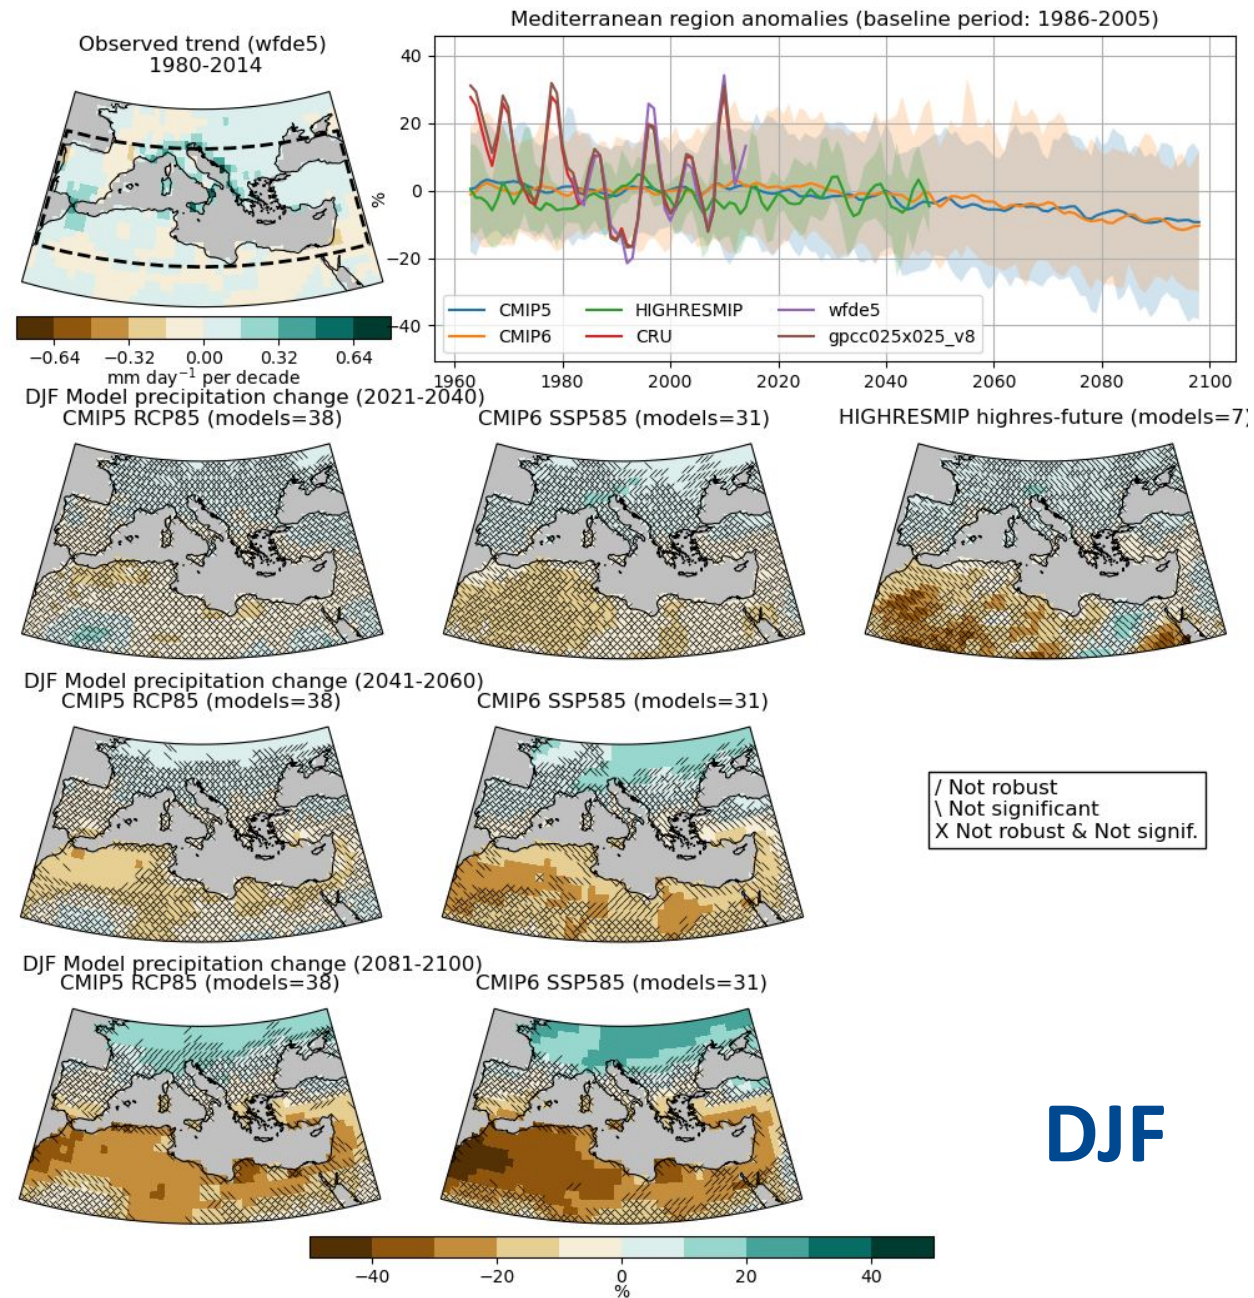 Observed trend (wfde5)
1980-2014
−0.64 −0.32 0.00 0.32 0.64
mm day⁻¹ per decade
Mediterranean region anomalies (baseline period: 1986-2005)
%
40
20
0
−20
−40
CMIP5 HIGHRESMIP wfde5
CMIP6 CRU gpcc025x025_v8
1960 1980 2000 2020 2040 2060 2080 2100
DJF Model precipitation change (2021-2040)
CMIP5 RCP85 (models=38) CMIP6 SSP585 (models=31) HIGHRESMIP highres-future (models=7)
DJF Model precipitation change (2041-2060)
CMIP5 RCP85 (models=38) CMIP6 SSP585 (models=31)
/ Not robust
\ Not significant
X Not robust & Not signif.
DJF Model precipitation change (2081-2100)
CMIP5 RCP85 (models=38) CMIP6 SSP585 (models=31)
DJF
−40 −20 0 20 40
%